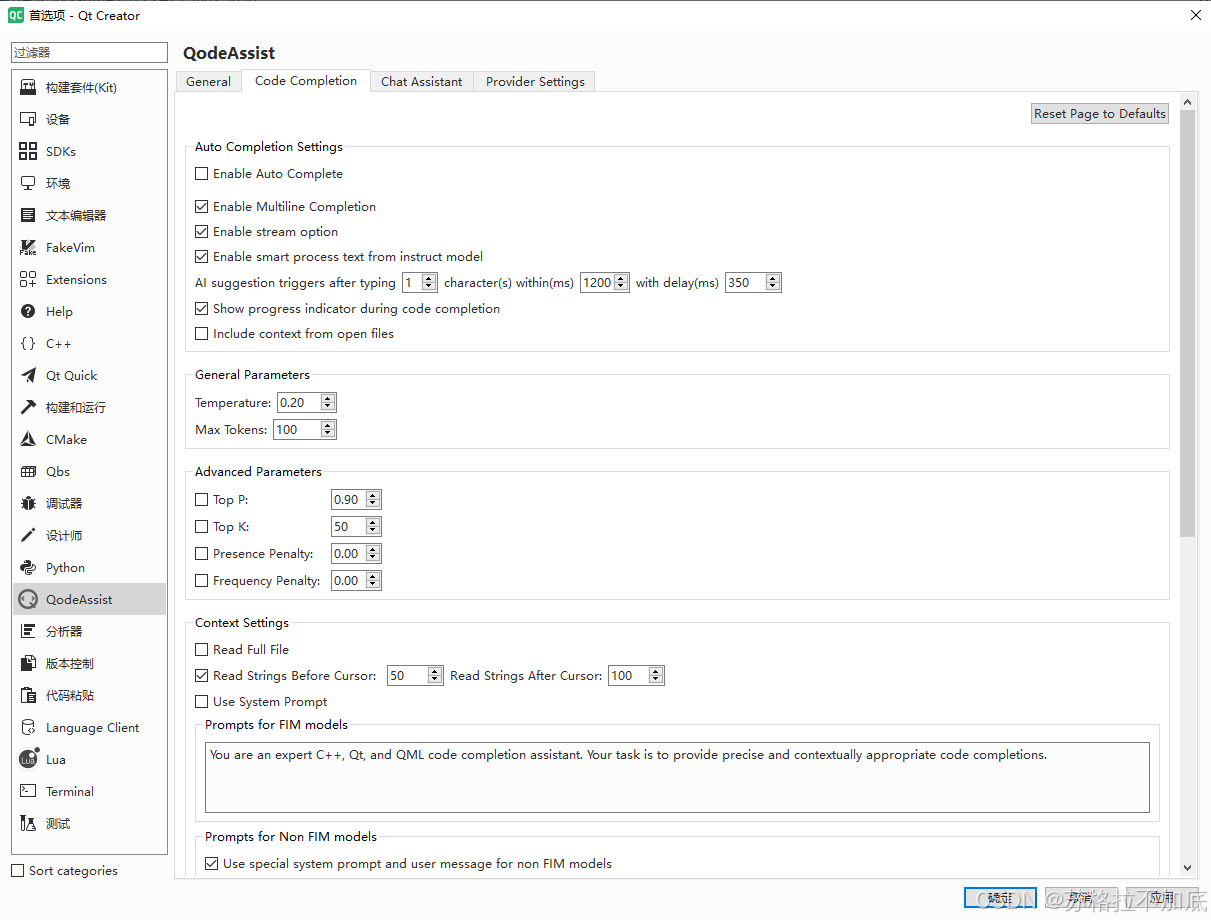 QC 首选项 - Qt Creator
过滤器
构建套件(Kit)
设备
SDKs
环境
文本编辑器
FakeVim
Extensions
Help
C++
Qt Quick
构建和运行
CMake
Qbs
调试器
设计师
Python
QodeAssist
分析器
版本控制
代码粘贴
Language Client
Lua
Terminal
测试
Sort categories
QodeAssist
General Code Completion Chat Assistant Provider Settings
Reset Page to Defaults
Auto Completion Settings
Enable Auto Complete
Enable Multiline Completion
Enable stream option
Enable smart process text from instruct model
AI suggestion triggers after typing 1 character(s) within(ms) 1200 with delay(ms) 350
Show progress indicator during code completion
Include context from open files
General Parameters
Temperature: 0.20
Max Tokens: 100
Advanced Parameters
Top P: 0.90
Top K: 50
Presence Penalty: 0.00
Frequency Penalty: 0.00
Context Settings
Read Full File
Read Strings Before Cursor: 50 Read Strings After Cursor: 100
Use System Prompt
Prompts for FIM models
You are an expert C++, Qt, and QML code completion assistant. Your task is to provide precise and contextually appropriate code completions.
Prompts for Non FIM models
Use special system prompt and user message for non FIM models
确定 取消 应用
CSDN @苏格拉不加底